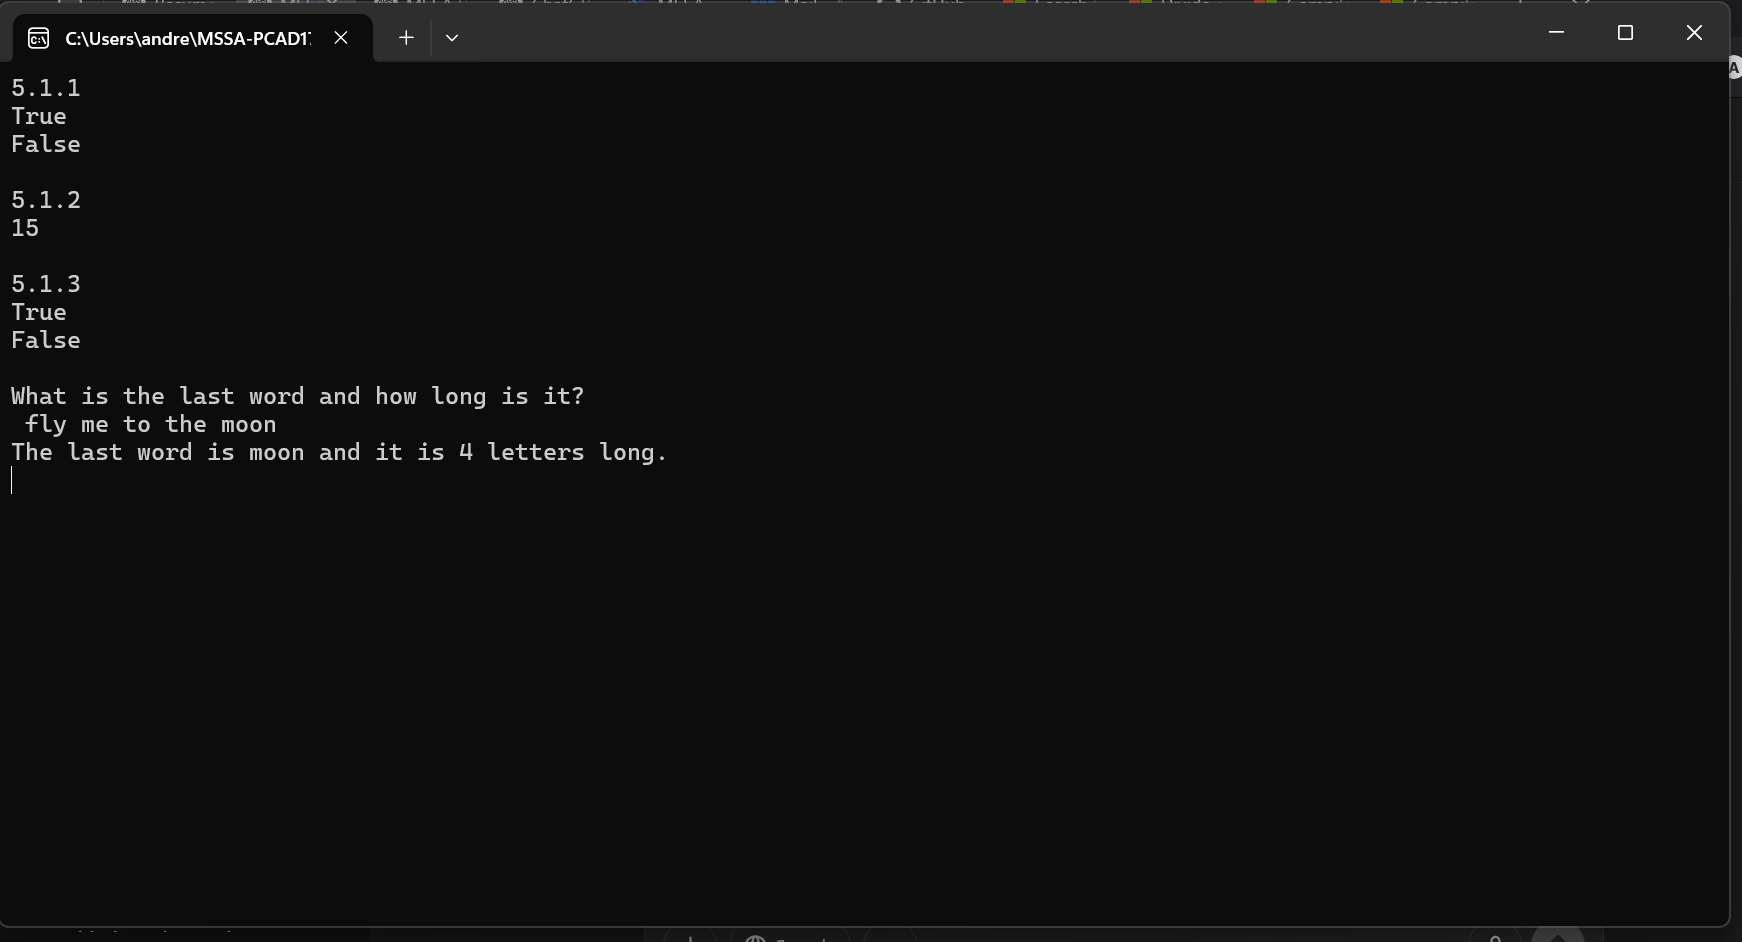 C:\Users\andre\MSSA-PCAD17
5.1.1
True
False
5.1.2
15
5.1.3
True
False
What is the last word and how long is it?
 fly me to the moon
The last word is moon and it is 4 letters long.